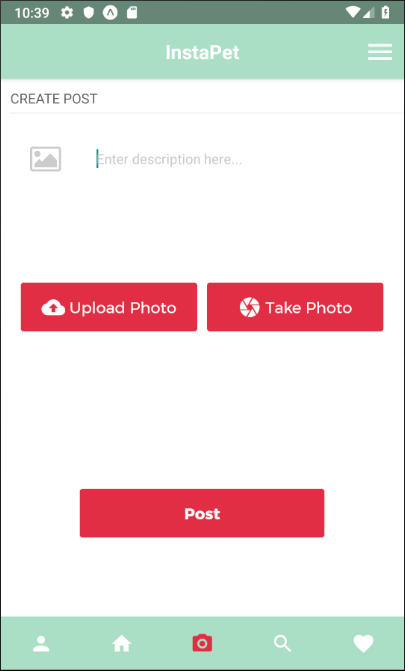 10:39
InstaPet
CREATE POST
Enter description here...
Upload Photo
Take Photo
Post